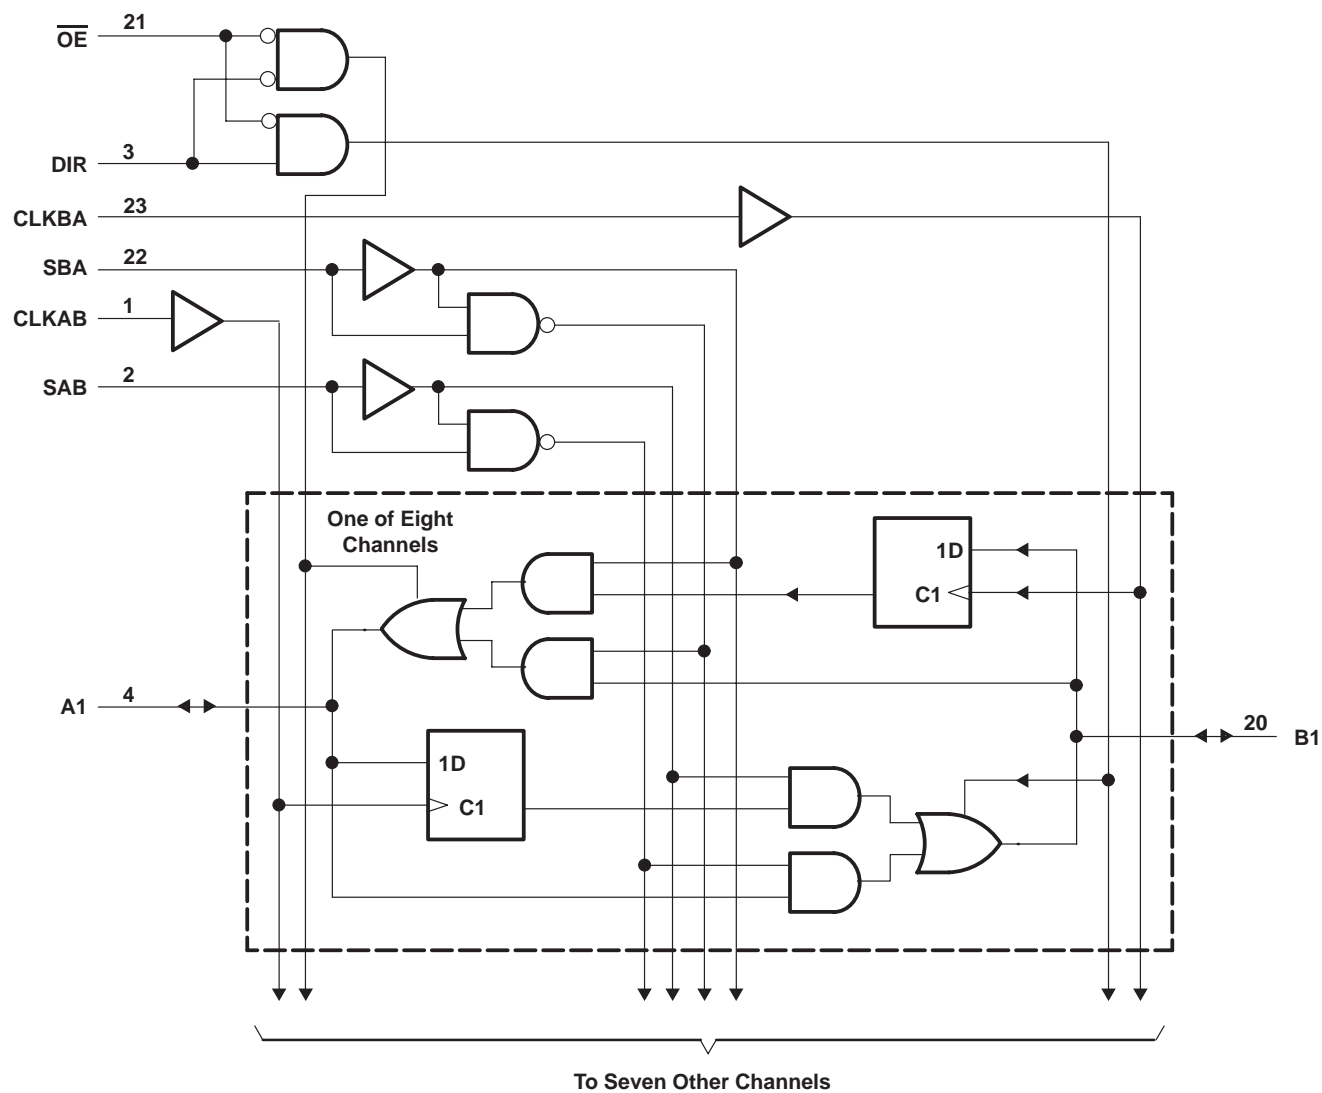 OE
21
DIR
3
CLKBA
23
SBA
22
CLKAB
1
SAB
2
One of Eight
Channels
1D
C1
A1
4
1D
C1
20
B1
To Seven Other Channels